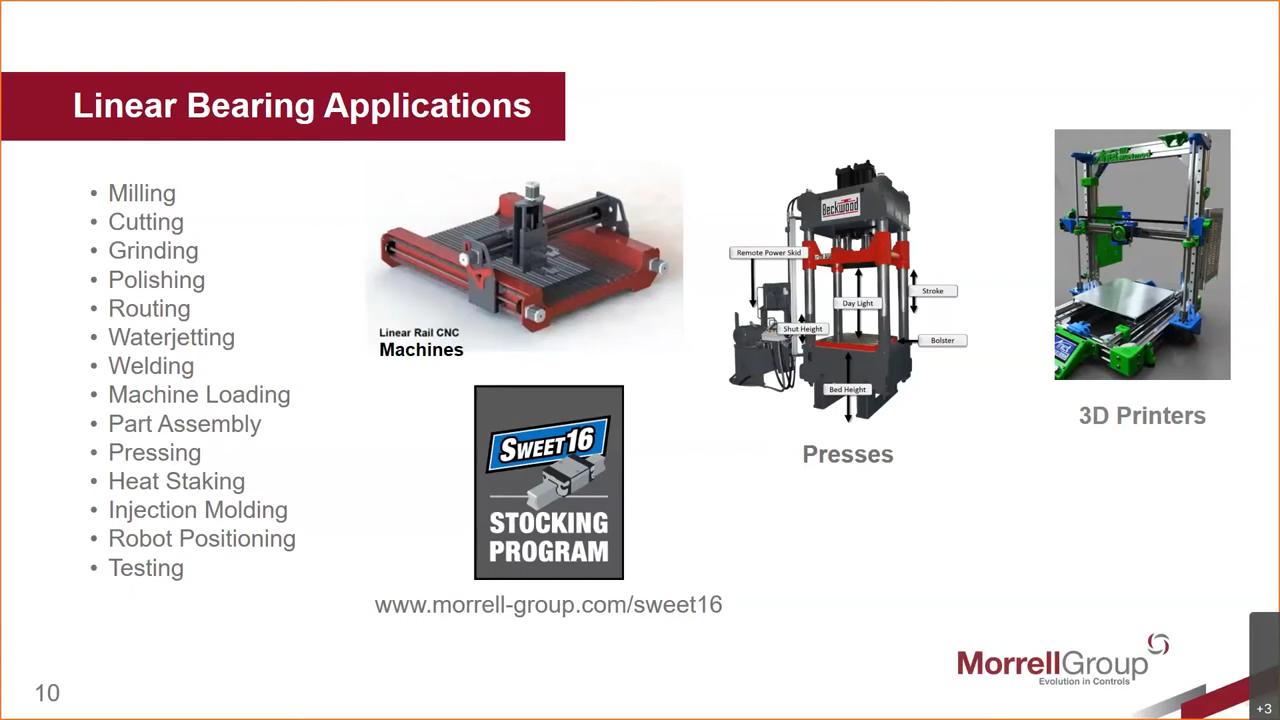 Linear Bearing Applications
• Milling
• Cutting
• Grinding
• Polishing
• Routing
• Waterjetting
• Welding
• Machine Loading
• Part Assembly
• Pressing
• Heat Staking
• Injection Molding
• Robot Positioning
• Testing
Linear Rail CNC
Machines
SWEET16
STOCKING
PROGRAM
www.morrell-group.com/sweet16
Beckwood
Remote Power Skid
Stroke
Day Light
Shut Height
Bolster
Bed Height
Presses
3D Printers
MorrellGroup
Evolution in Controls
10
+3